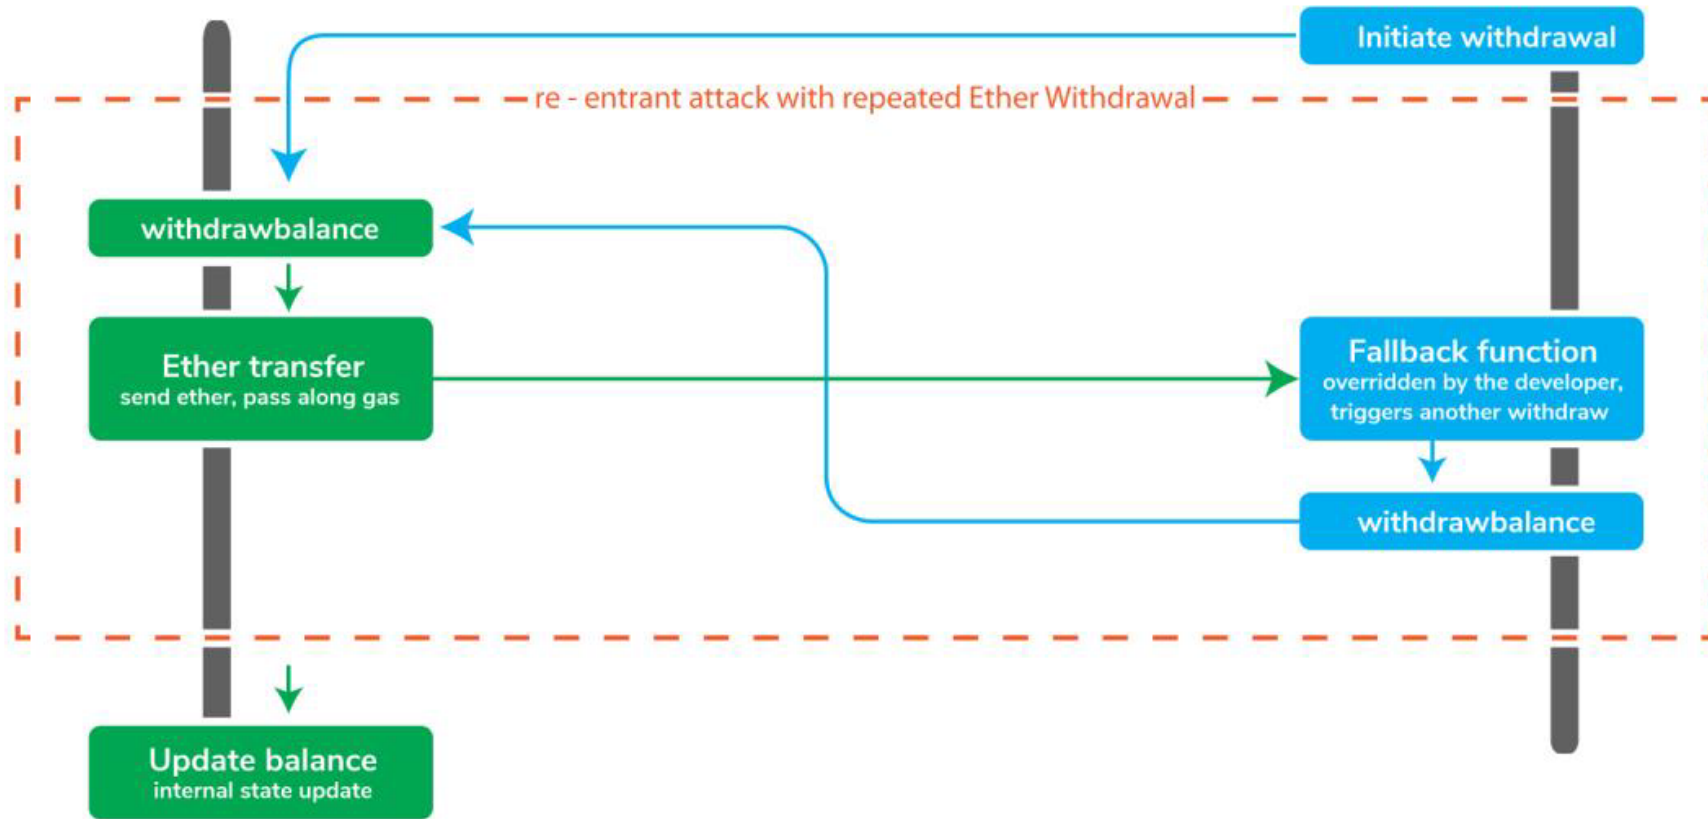 Initiate withdrawal
re - entrant attack with repeated Ether Withdrawal
withdrawbalance
Ether transfer
send ether, pass along gas
Fallback function
overridden by the developer,
triggers another withdraw
withdrawbalance
Update balance
internal state update